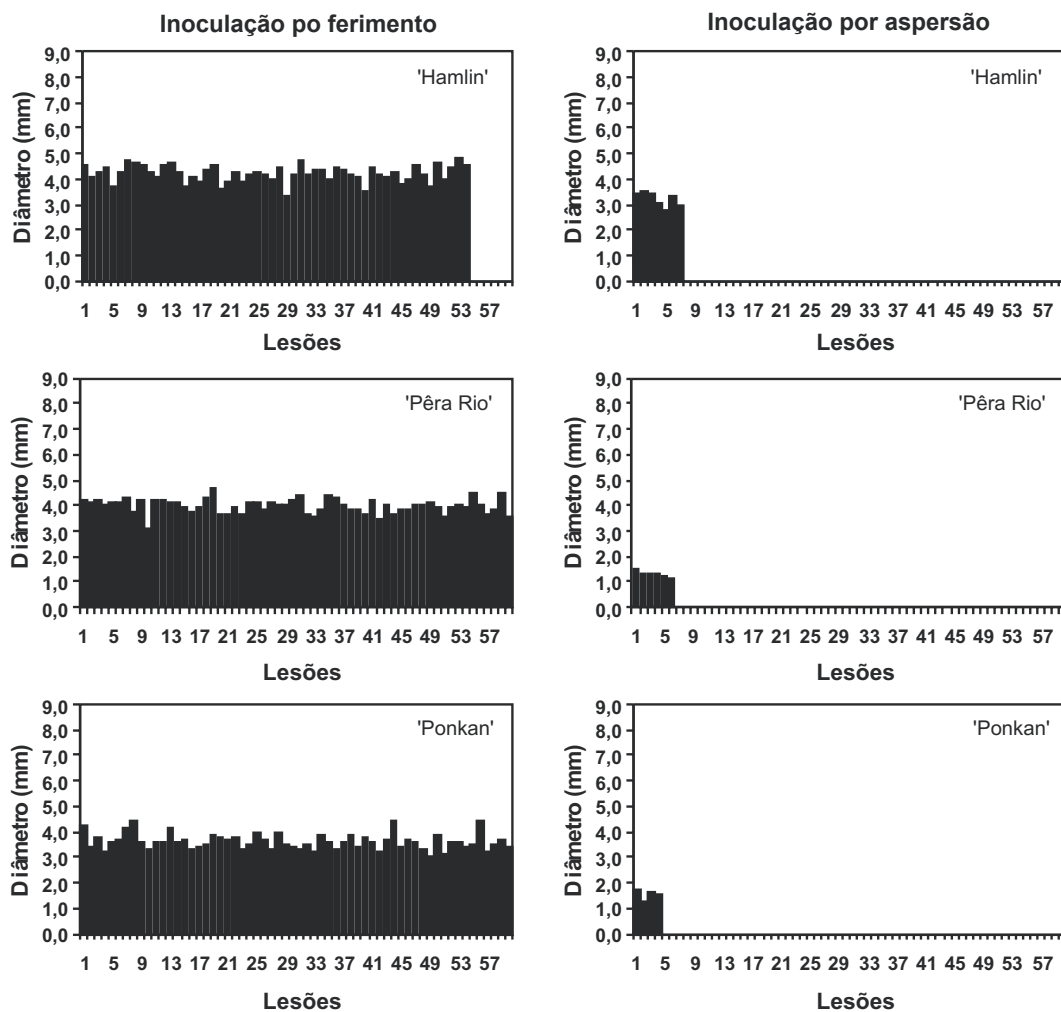 Inoculação po ferimento
Inoculação por aspersão
Diâmetro (mm)
9,0
8,0
7,0
6,0
5,0
4,0
3,0
2,0
1,0
0,0
'Hamlin'
1 5 9 13 17 21 25 29 33 37 41 45 49 53 57
Lesões
Diâmetro (mm)
9,0
8,0
7,0
6,0
5,0
4,0
3,0
2,0
1,0
0,0
'Hamlin'
1 5 9 13 17 21 25 29 33 37 41 45 49 53 57
Lesões
Diâmetro (mm)
9,0
8,0
7,0
6,0
5,0
4,0
3,0
2,0
1,0
0,0
'Pêra Rio'
1 5 9 13 17 21 25 29 33 37 41 45 49 53 57
Lesões
Diâmetro (mm)
9,0
8,0
7,0
6,0
5,0
4,0
3,0
2,0
1,0
0,0
'Pêra Rio'
1 5 9 13 17 21 25 29 33 37 41 45 49 53 57
Lesões
Diâmetro (mm)
9,0
8,0
7,0
6,0
5,0
4,0
3,0
2,0
1,0
0,0
'Ponkan'
1 5 9 13 17 21 25 29 33 37 41 45 49 53 57
Lesões
Diâmetro (mm)
9,0
8,0
7,0
6,0
5,0
4,0
3,0
2,0
1,0
0,0
'Ponkan'
1 5 9 13 17 21 25 29 33 37 41 45 49 53 57
Lesões